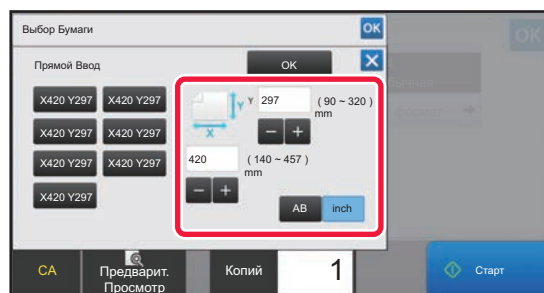 Выбор Бумаги
OK
OK
Прямой Ввод
OK
X420 Y297
X420 Y297
Y
Y
297
(90 ~ 320)
mm
X
X420 Y297
X420 Y297
X420 Y297
X420 Y297
420
(140 ~ 457)
mm
X420 Y297
AB
inch
CA
Предварит.
Просмотр
Копий
1
Старт